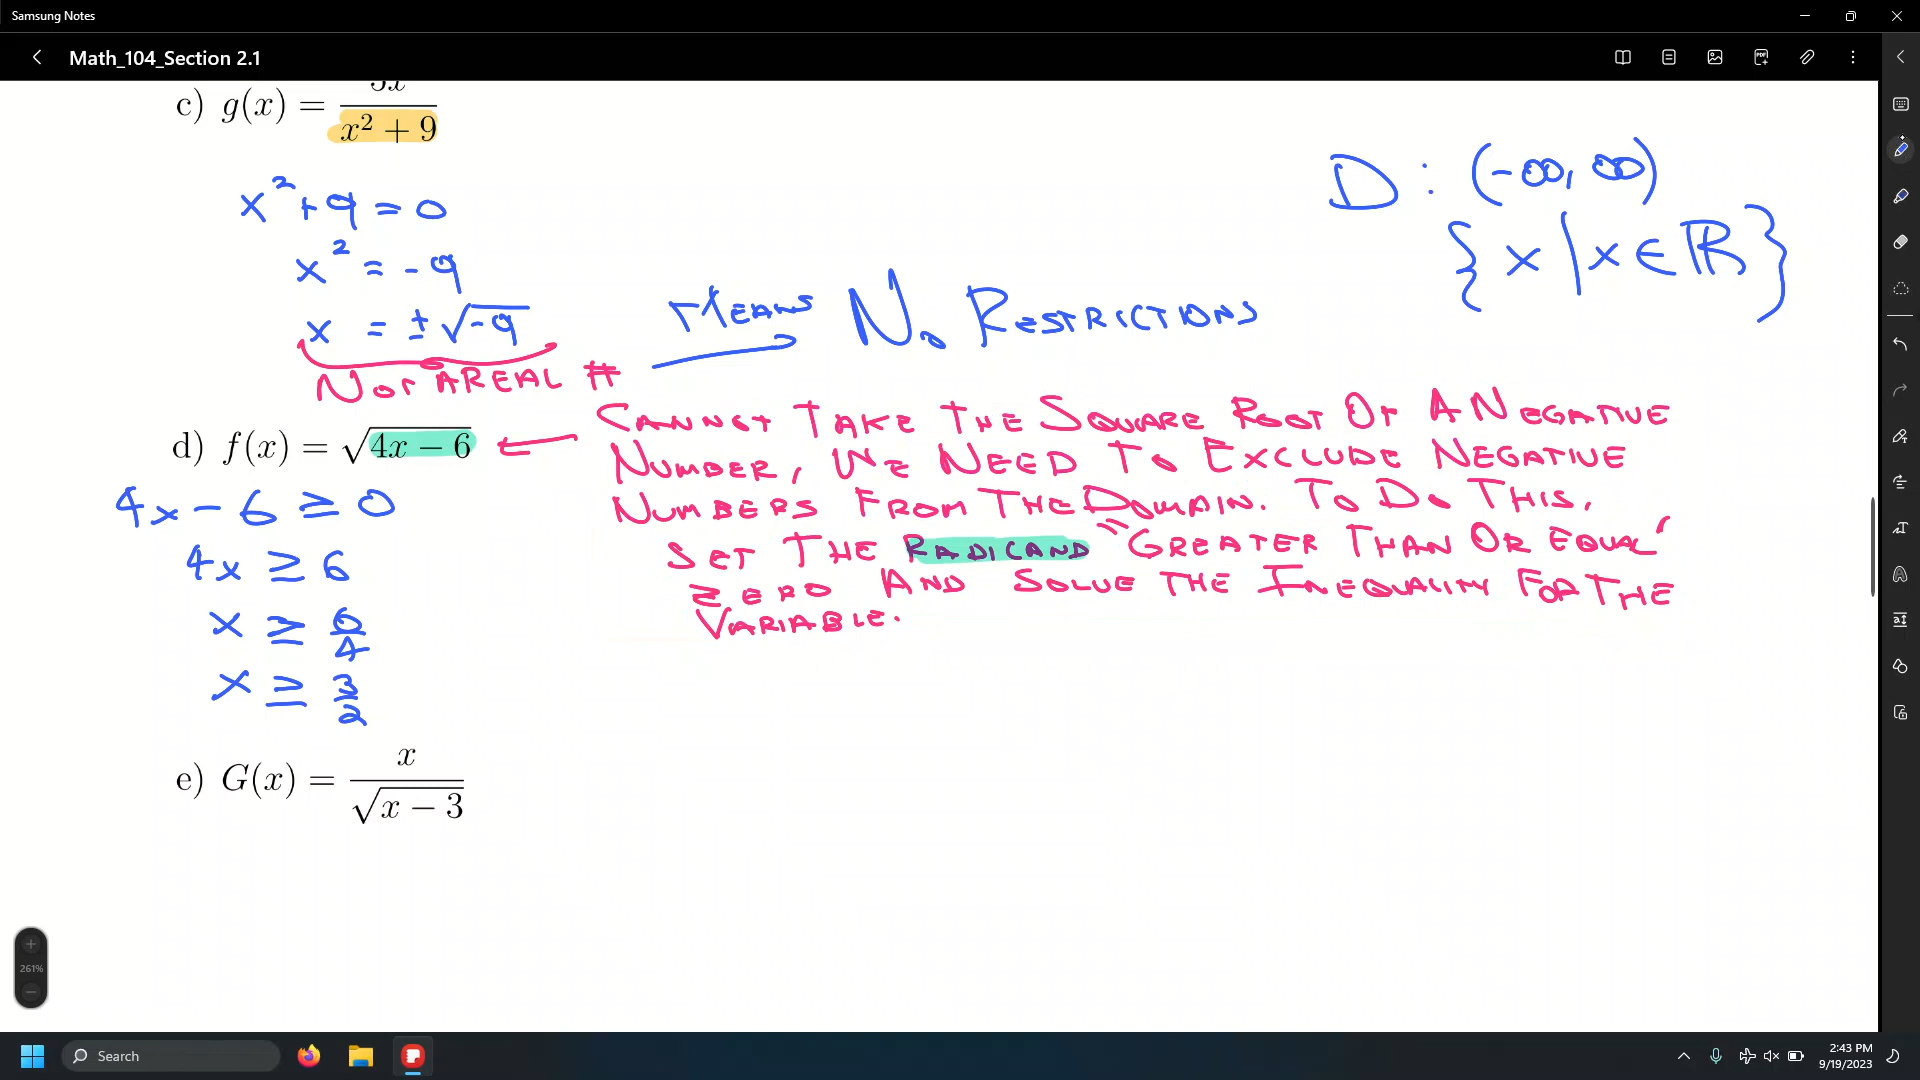 Samsung Notes
Math_104_Section 2.1
c) g(x) = 3x / (x² + 9)
x² + 9 = 0
x² = -9
x = ±√-9
NOT A REAL #
MEANS NO RESTRICTIONS
D : (-∞, ∞)
{ x | x ∈ ℝ }
d) f(x) = √(4x − 6)
4x - 6 ≥ 0
4x ≥ 6
x ≥ 6/4
x ≥ 3/2
CANNOT TAKE THE SQUARE ROOT OF A NEGATIVE
NUMBER, WE NEED TO EXCLUDE NEGATIVE
NUMBERS FROM THE DOMAIN. TO DO THIS,
SET THE RADICAND "GREATER THAN OR EQUAL"
ZERO AND SOLVE THE INEQUALITY FOR THE
VARIABLE.
e) G(x) = x / √(x − 3)
261%
Search
2:43 PM
9/19/2023